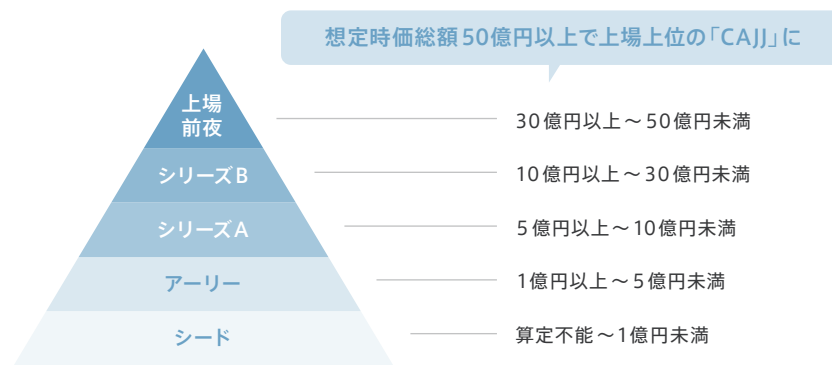 想定時価総額50億円以上で上場上位の「CAJJ」に
上場
前夜
30億円以上～50億円未満
シリーズB
10億円以上～30億円未満
シリーズA
5億円以上～10億円未満
アーリー
1億円以上～5億円未満
シード
算定不能～1億円未満